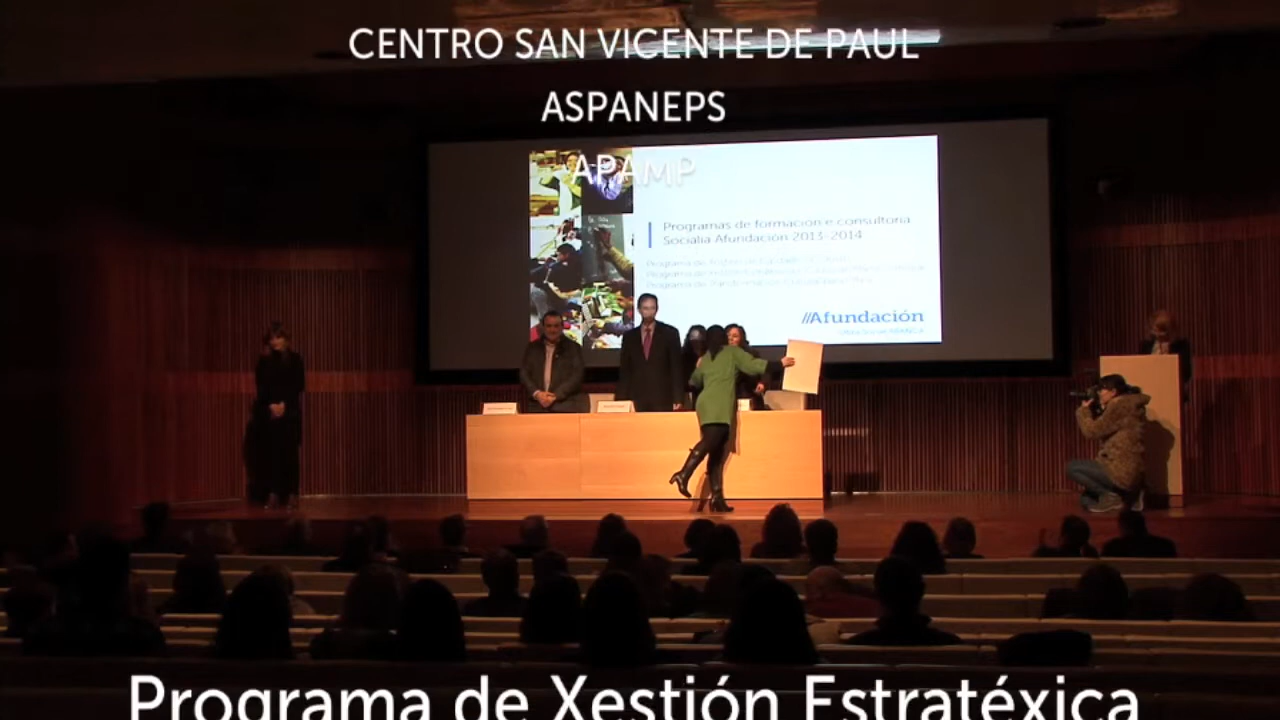 CENTRO SAN VICENTE DE PAUL
ASPANEPS
APAMP
Programas de formación e consultoría
Socialia Afundación 2013-2014
//Afundación
Programa de Xestión Estratéxica